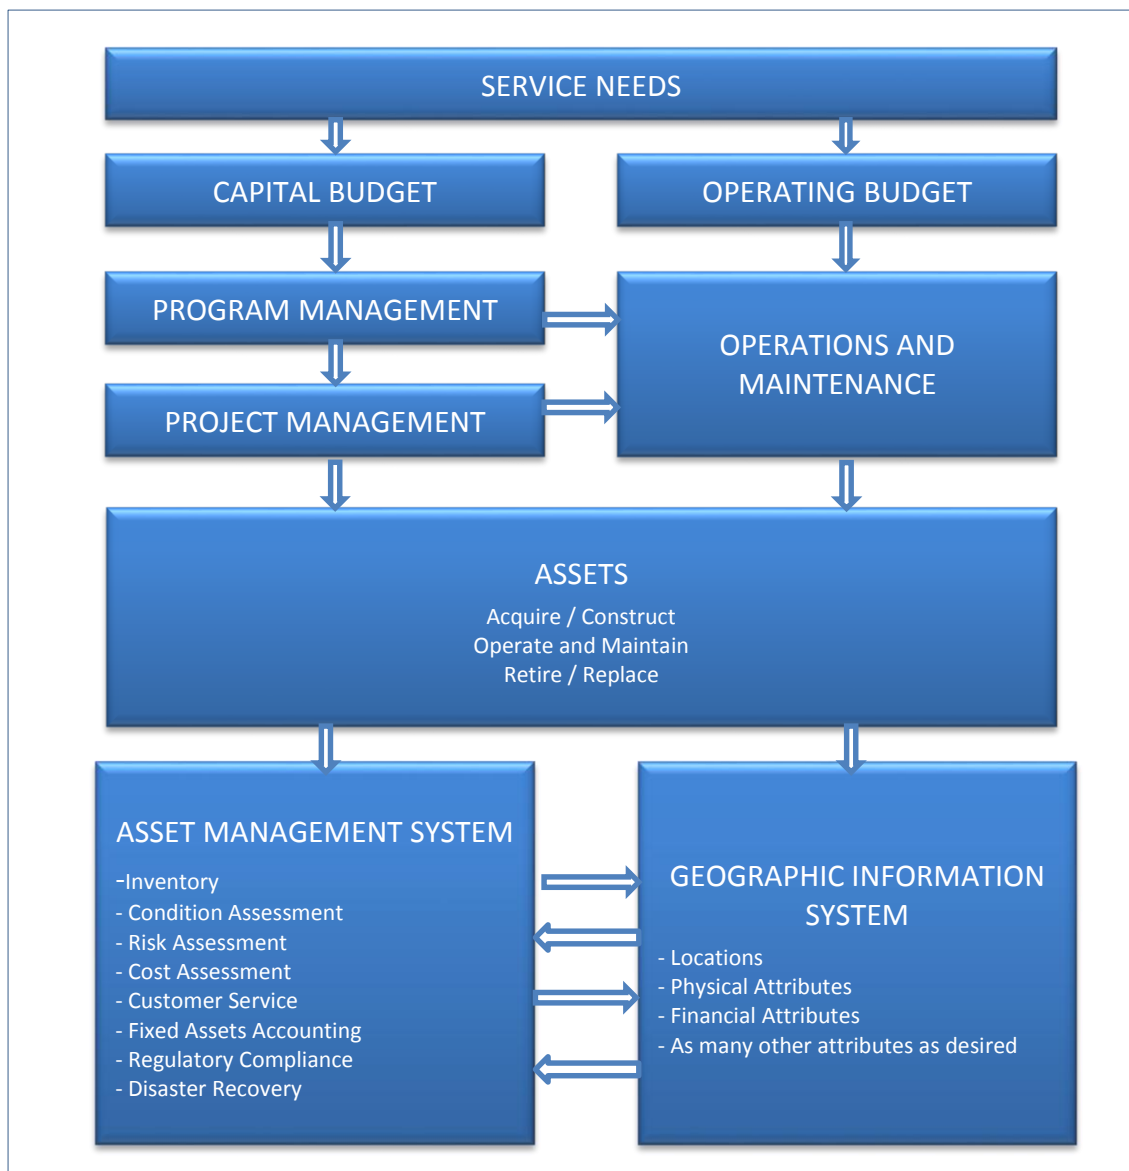 SERVICE NEEDS
CAPITAL BUDGET
OPERATING BUDGET
PROGRAM MANAGEMENT
OPERATIONS AND
MAINTENANCE
PROJECT MANAGEMENT
ASSETS
Acquire / Construct
Operate and Maintain
Retire / Replace
ASSET MANAGEMENT SYSTEM
-Inventory
- Condition Assessment
- Risk Assessment
- Cost Assessment
- Customer Service
- Fixed Assets Accounting
- Regulatory Compliance
- Disaster Recovery
GEOGRAPHIC INFORMATION
SYSTEM
- Locations
- Physical Attributes
- Financial Attributes
- As many other attributes as desired